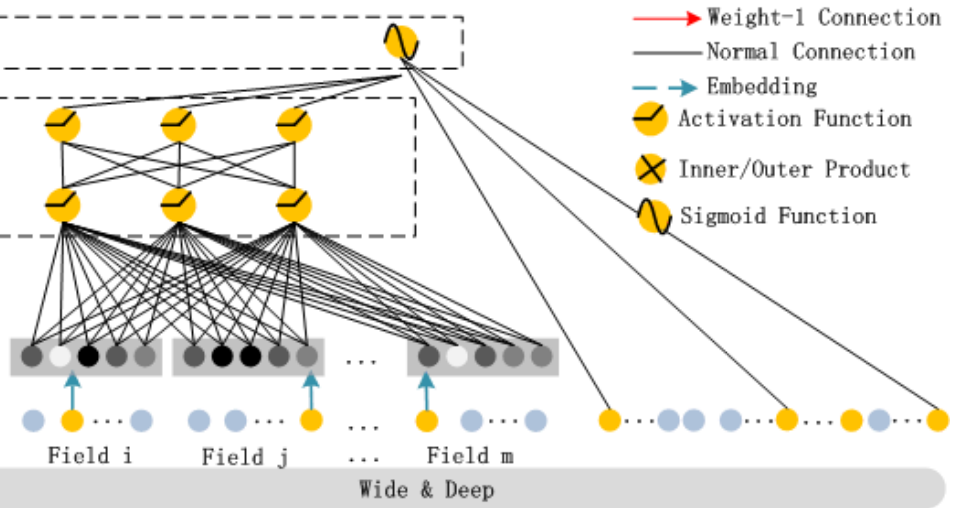 Weight-1 Connection
Normal Connection
Embedding
Activation Function
Inner/Outer Product
Sigmoid Function
...
... ... ... ... ... ... ... ...
Field i Field j ... Field m
Wide & Deep